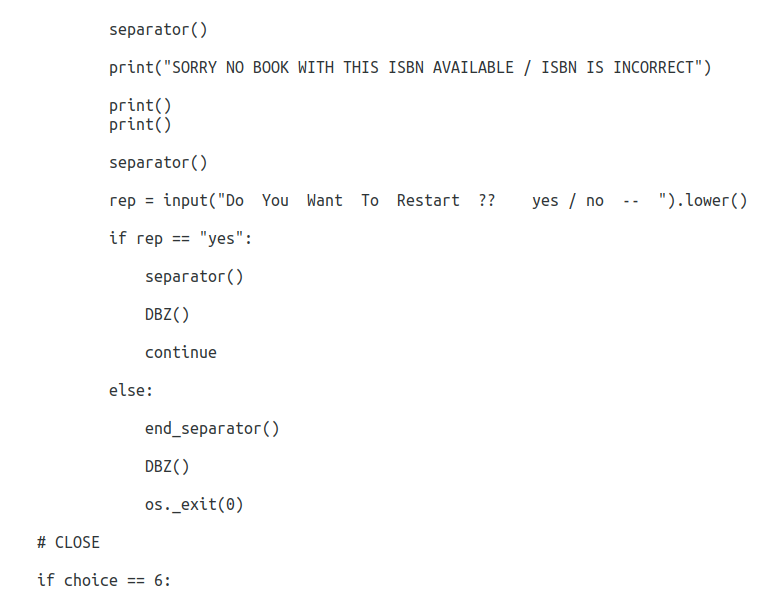 separator()
print("SORRY NO BOOK WITH THIS ISBN AVAILABLE / ISBN IS INCORRECT")
print()
print()
separator()
rep = input("Do  You  Want  To  Restart  ??    yes / no  --  ").lower()
if rep == "yes":
separator()
DBZ()
continue
else:
end_separator()
DBZ()
os._exit(0)
# CLOSE
if choice == 6: